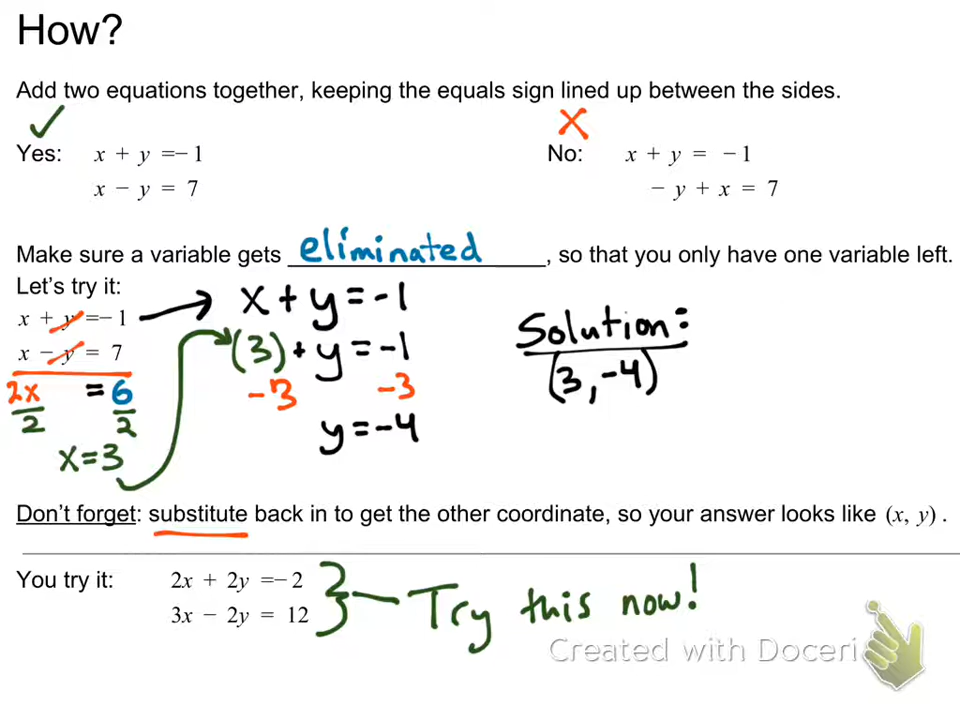 How?
Add two equations together, keeping the equals sign lined up between the sides.
✓ ✗
Yes: x + y =− 1 No: x + y = − 1
x − y = 7 − y + x = 7
Make sure a variable gets eliminated, so that you only have one variable left.
Let's try it:
x + y =− 1
x − y = 7
2x = 6
2 2
x = 3
x + y = -1
(3) + y = -1
-3 -3
y = -4
Solution:
(3, -4)
Don't forget: substitute back in to get the other coordinate, so your answer looks like (x, y).
You try it: 2x + 2y =− 2
3x − 2y = 12
} Try this now!
Created with Doceri